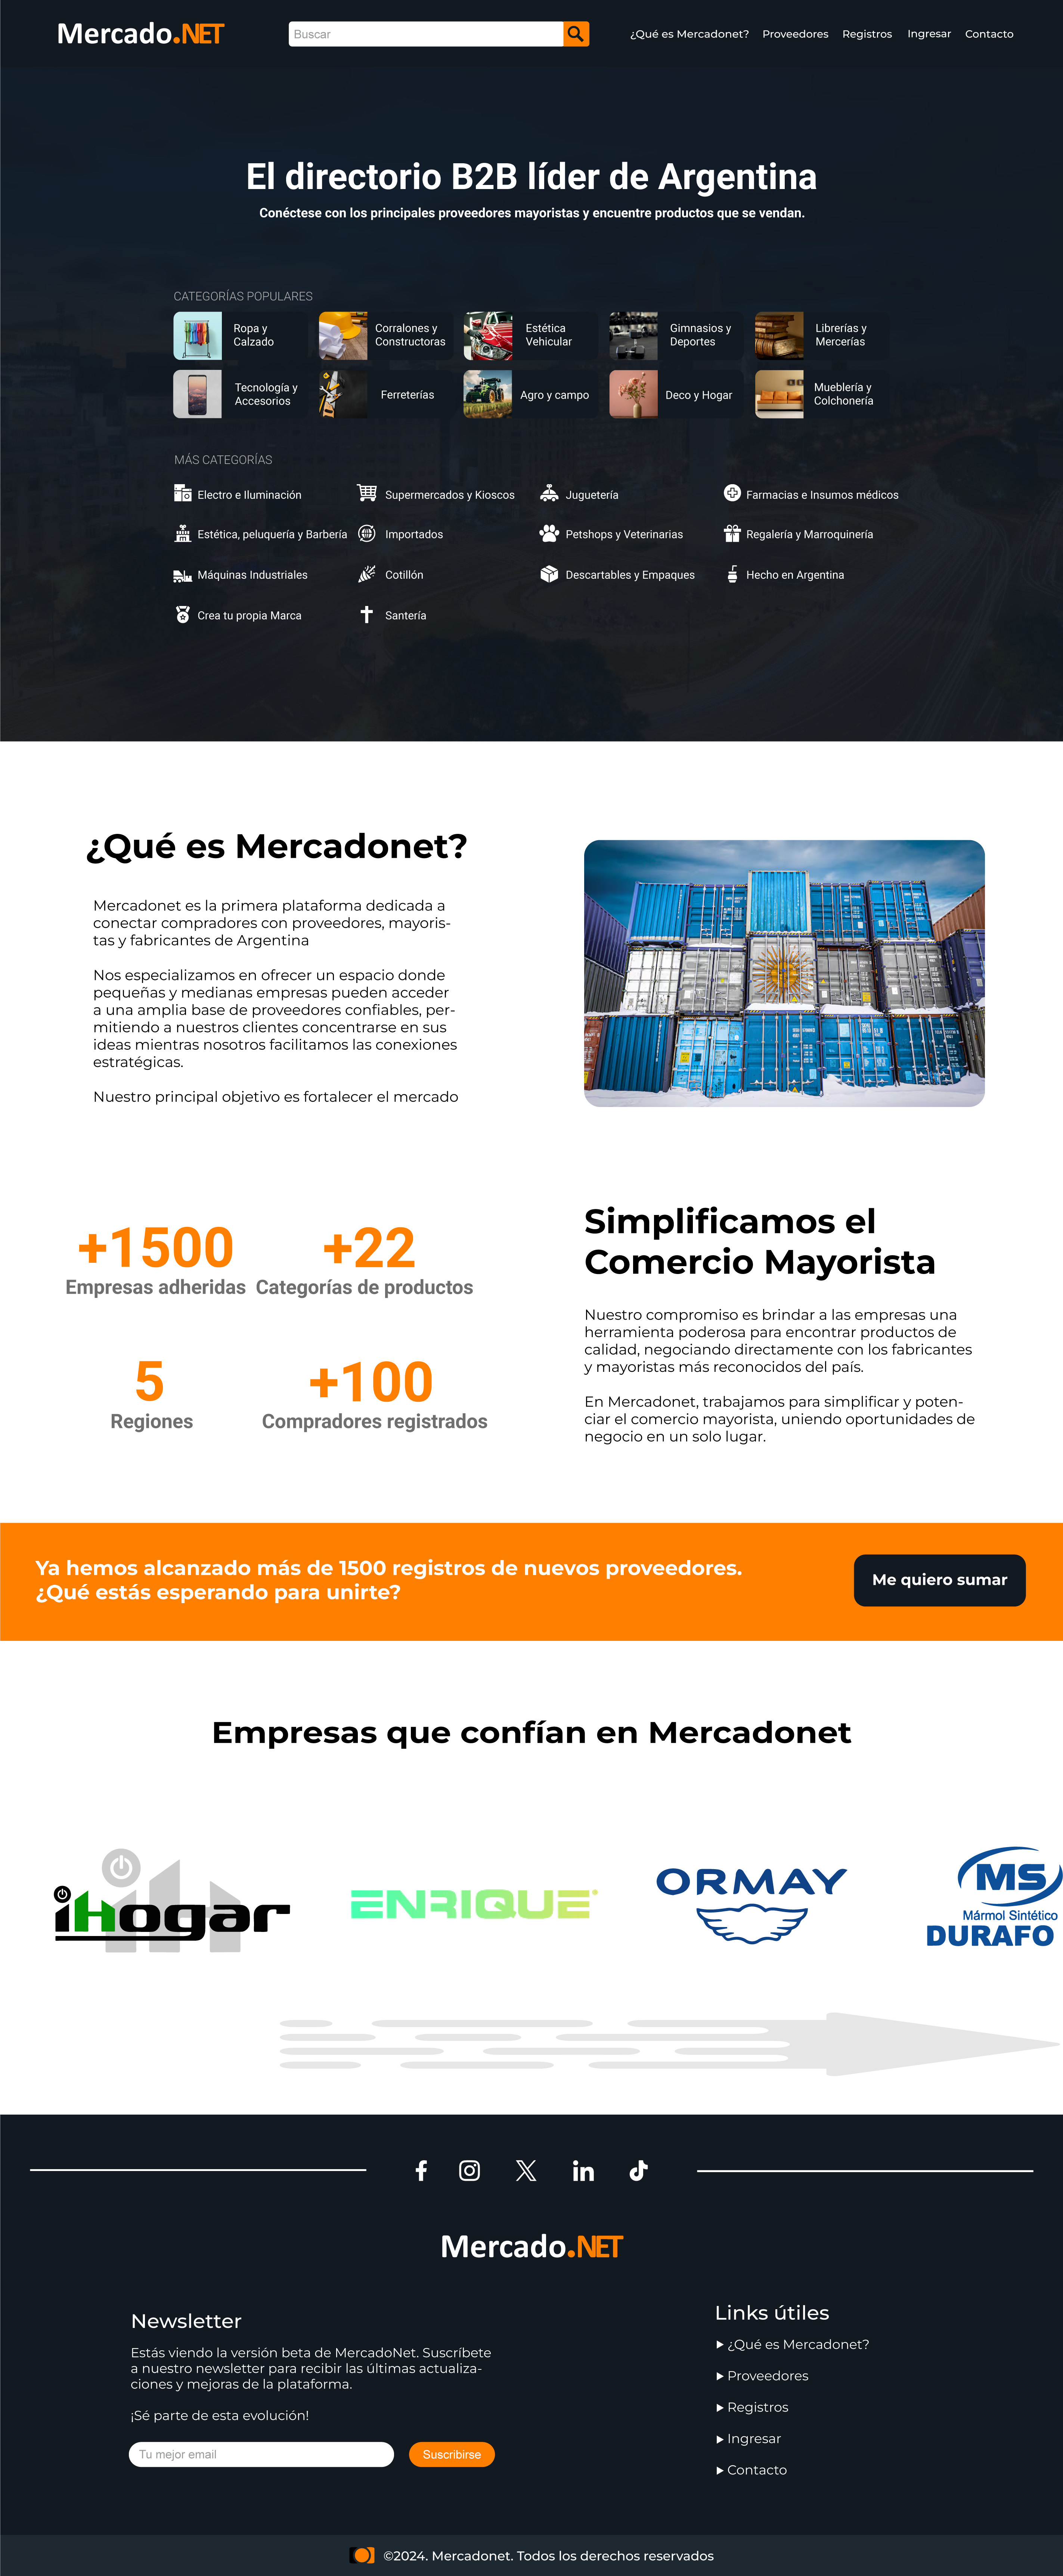 Mercado.NET
Buscar
¿Qué es Mercadonet? Proveedores Registros Ingresar Contacto
El directorio B2B líder de Argentina
Conéctese con los principales proveedores mayoristas y encuentre productos que se vendan.
CATEGORÍAS POPULARES
Ropa y
Calzado
Corralones y
Constructoras
Estética
Vehicular
Gimnasios y
Deportes
Librerías y
Mercerías
Tecnología y
Accesorios
Ferreterías
Agro y campo
Deco y Hogar
Mueblería y
Colchonería
MÁS CATEGORÍAS
Electro e Iluminación
Supermercados y Kioscos
Juguetería
Farmacias e Insumos médicos
Estética, peluquería y Barbería
Importados
Petshops y Veterinarias
Regalería y Marroquinería
Máquinas Industriales
Cotillón
Descartables y Empaques
Hecho en Argentina
Crea tu propia Marca
Santería
¿Qué es Mercadonet?
Mercadonet es la primera plataforma dedicada a
conectar compradores con proveedores, mayoris-
tas y fabricantes de Argentina
Nos especializamos en ofrecer un espacio donde
pequeñas y medianas empresas pueden acceder
a una amplia base de proveedores confiables, per-
mitiendo a nuestros clientes concentrarse en sus
ideas mientras nosotros facilitamos las conexiones
estratégicas.
Nuestro principal objetivo es fortalecer el mercado
+1500
Empresas adheridas
+22
Categorías de productos
5
Regiones
+100
Compradores registrados
Simplificamos el
Comercio Mayorista
Nuestro compromiso es brindar a las empresas una
herramienta poderosa para encontrar productos de
calidad, negociando directamente con los fabricantes
y mayoristas más reconocidos del país.
En Mercadonet, trabajamos para simplificar y poten-
ciar el comercio mayorista, uniendo oportunidades de
negocio en un solo lugar.
Ya hemos alcanzado más de 1500 registros de nuevos proveedores.
¿Qué estás esperando para unirte?
Me quiero sumar
Empresas que confían en Mercadonet
iHogar
ENRIQUE
ORMAY
MS
Mármol Sintético
DURAFO
Mercado.NET
Newsletter
Estás viendo la versión beta de MercadoNet. Suscríbete
a nuestro newsletter para recibir las últimas actualiza-
ciones y mejoras de la plataforma.
¡Sé parte de esta evolución!
Tu mejor email
Suscribirse
Links útiles
¿Qué es Mercadonet?
Proveedores
Registros
Ingresar
Contacto
©2024. Mercadonet. Todos los derechos reservados